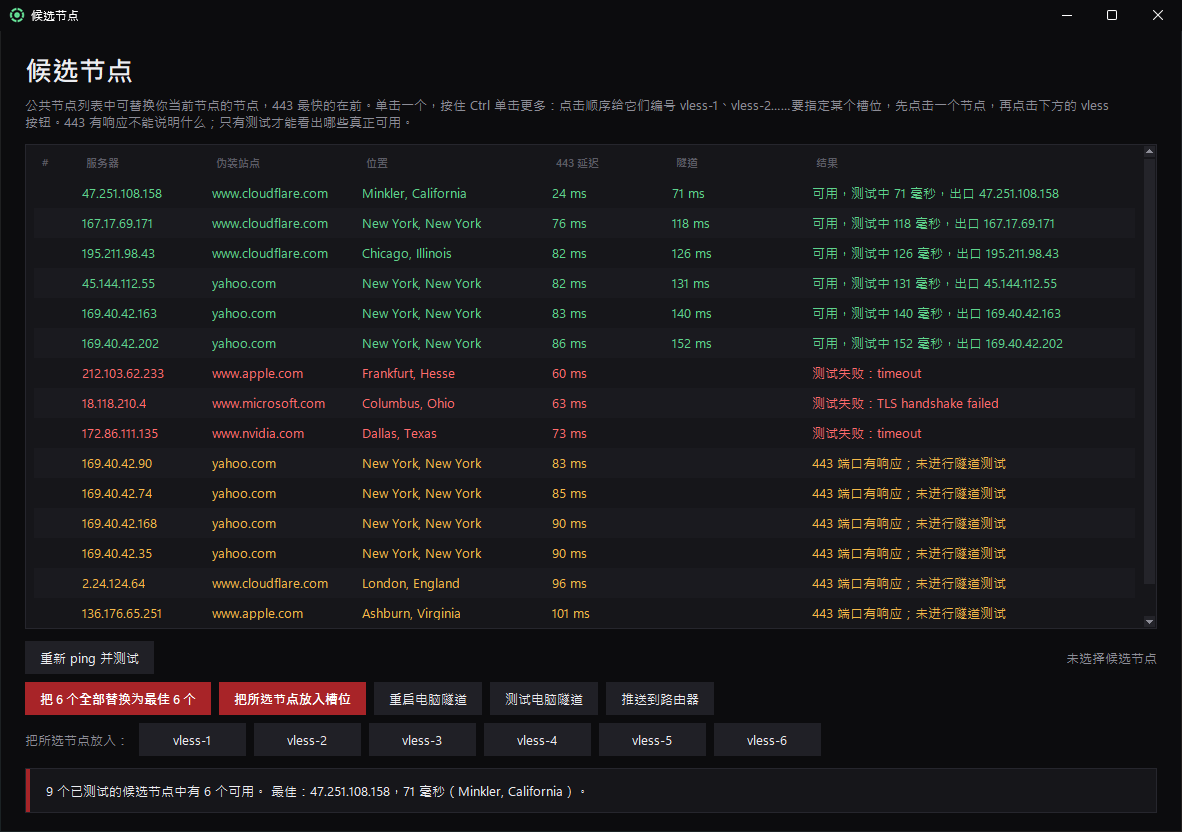 候选节点
候选节点
公共节点列表中可替换你当前节点的节点，443 最快的在前。单击一个，按住 Ctrl 单击更多：点击顺序给它们编号 vless-1、vless-2……要指定某个槽位，先点击一个节点，再点击下方的 vless
按钮。443 有响应不能说明什么；只有测试才能看出哪些真正可用。
# 服务器 伪装站点 位置 443 延迟 隧道 结果
47.251.108.158 www.cloudflare.com Minkler, California 24 ms 71 ms 可用，测试中 71 毫秒，出口 47.251.108.158
167.17.69.171 www.cloudflare.com New York, New York 76 ms 118 ms 可用，测试中 118 毫秒，出口 167.17.69.171
195.211.98.43 www.cloudflare.com Chicago, Illinois 82 ms 126 ms 可用，测试中 126 毫秒，出口 195.211.98.43
45.144.112.55 yahoo.com New York, New York 82 ms 131 ms 可用，测试中 131 毫秒，出口 45.144.112.55
169.40.42.163 yahoo.com New York, New York 83 ms 140 ms 可用，测试中 140 毫秒，出口 169.40.42.163
169.40.42.202 yahoo.com New York, New York 86 ms 152 ms 可用，测试中 152 毫秒，出口 169.40.42.202
212.103.62.233 www.apple.com Frankfurt, Hesse 60 ms 测试失败：timeout
18.118.210.4 www.microsoft.com Columbus, Ohio 63 ms 测试失败：TLS handshake failed
172.86.111.135 www.nvidia.com Dallas, Texas 73 ms 测试失败：timeout
169.40.42.90 yahoo.com New York, New York 83 ms 443 端口有响应；未进行隧道测试
169.40.42.74 yahoo.com New York, New York 85 ms 443 端口有响应；未进行隧道测试
169.40.42.168 yahoo.com New York, New York 90 ms 443 端口有响应；未进行隧道测试
169.40.42.35 yahoo.com New York, New York 90 ms 443 端口有响应；未进行隧道测试
2.24.124.64 www.cloudflare.com London, England 96 ms 443 端口有响应；未进行隧道测试
136.176.65.251 www.apple.com Ashburn, Virginia 101 ms 443 端口有响应；未进行隧道测试
重新 ping 并测试 未选择候选节点
把 6 个全部替换为最佳 6 个 把所选节点放入槽位 重启电脑隧道 测试电脑隧道 推送到路由器
把所选节点放入： vless-1 vless-2 vless-3 vless-4 vless-5 vless-6
9 个已测试的候选节点中有 6 个可用。 最佳：47.251.108.158，71 毫秒（Minkler, California）。